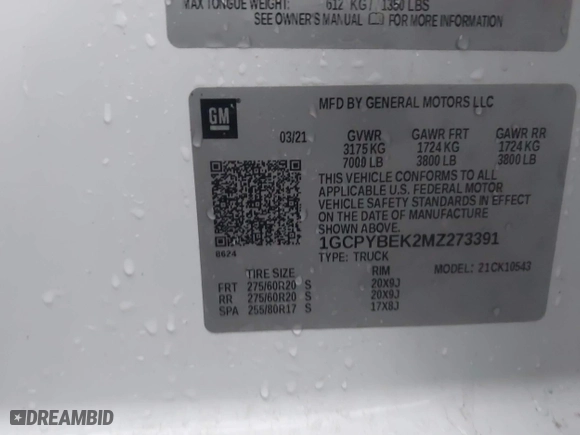 MAX TONGUE WEIGHT: 612 KG / 1350 LBS
SEE OWNER'S MANUAL FOR MORE INFORMATION
GM
MFD BY GENERAL MOTORS LLC
03/21 GVWR GAWR FRT GAWR RR
3175 KG 1724 KG 1724 KG
7000 LB 3800 LB 3800 LB
THIS VEHICLE CONFORMS TO ALL
APPLICABLE U.S. FEDERAL MOTOR
VEHICLE SAFETY STANDARDS IN
EFFECT ON THE DATE OF
MANUFACTURE SHOWN ABOVE.
1GCPYBEK2MZ273391
TYPE: TRUCK
6624
MODEL: 21CK10543
TIRE SIZE RIM
FRT 275/60R20 S 20X9J
RR 275/60R20 S 20X9J
SPA 255/80R17 S 17X8J
DREAMBID